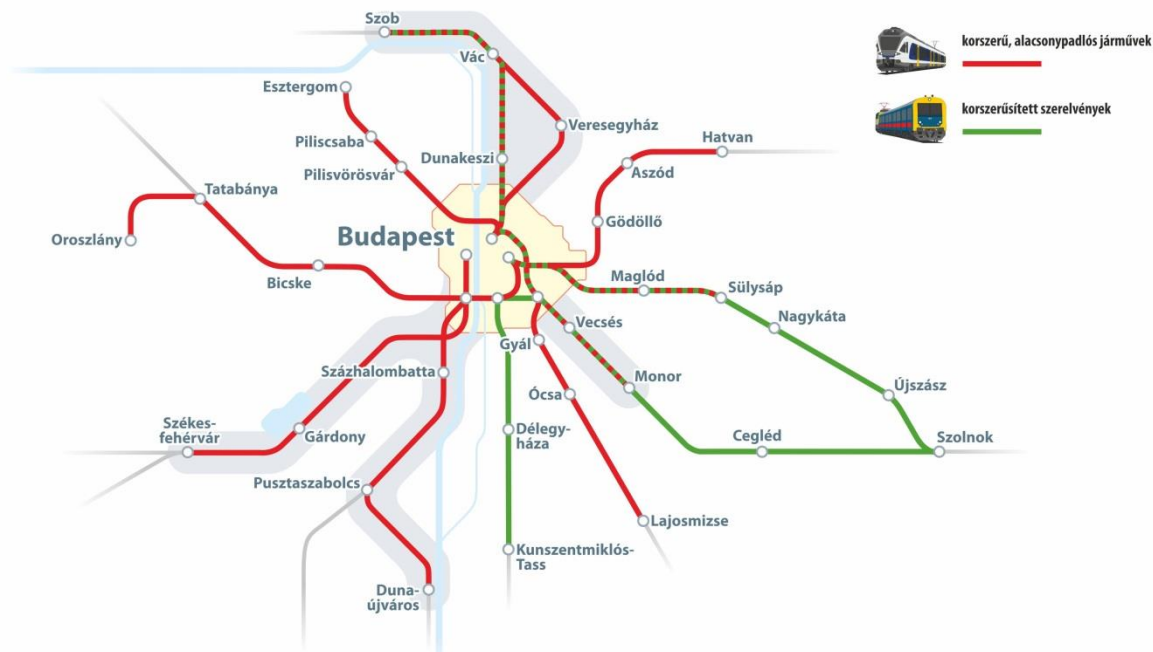 Szob
korszerű, alacsonypadlós járművek
Vác
Esztergom
korszerűsített szerelvények
Veresegyház
Hatvan
Piliscsaba
Dunakeszi
Aszód
Pilisvörösvár
Tatabánya
Gödöllő
Budapest
Oroszlány
Bicske
Maglód
Sülysáp
Nagykáta
Vecsés
Gyál
Százhalombatta
Monor
Újszász
Ócsa
Székes-
fehérvár
Gárdony
Délegy-
háza
Cegléd
Szolnok
Pusztaszabolcs
Lajosmizse
Kunszentmiklós-
Tass
Duna-
újváros